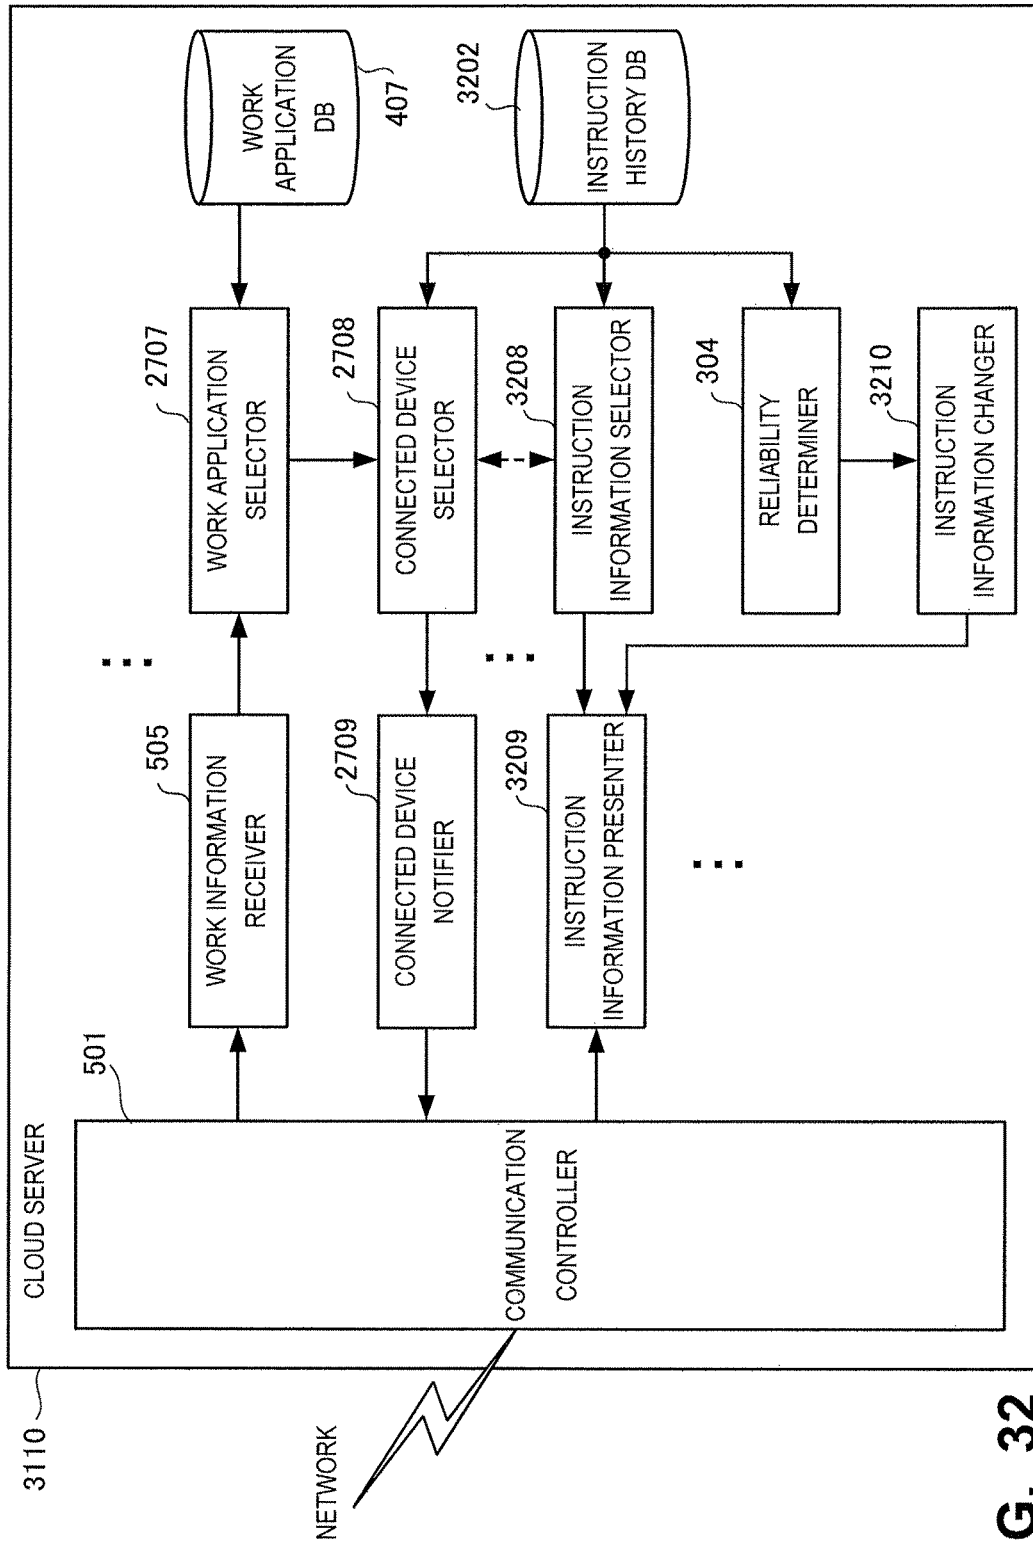 3110
CLOUD SERVER
NETWORK
COMMUNICATION
CONTROLLER
501
WORK INFORMATION
RECEIVER
505
WORK APPLICATION
SELECTOR
2707
WORK
APPLICATION
DB
407
CONNECTED DEVICE
NOTIFIER
2709
CONNECTED DEVICE
SELECTOR
2708
INSTRUCTION
HISTORY DB
3202
INSTRUCTION
INFORMATION PRESENTER
3209
INSTRUCTION
INFORMATION SELECTOR
3208
RELIABILITY
DETERMINER
304
INSTRUCTION
INFORMATION CHANGER
3210
G. 32